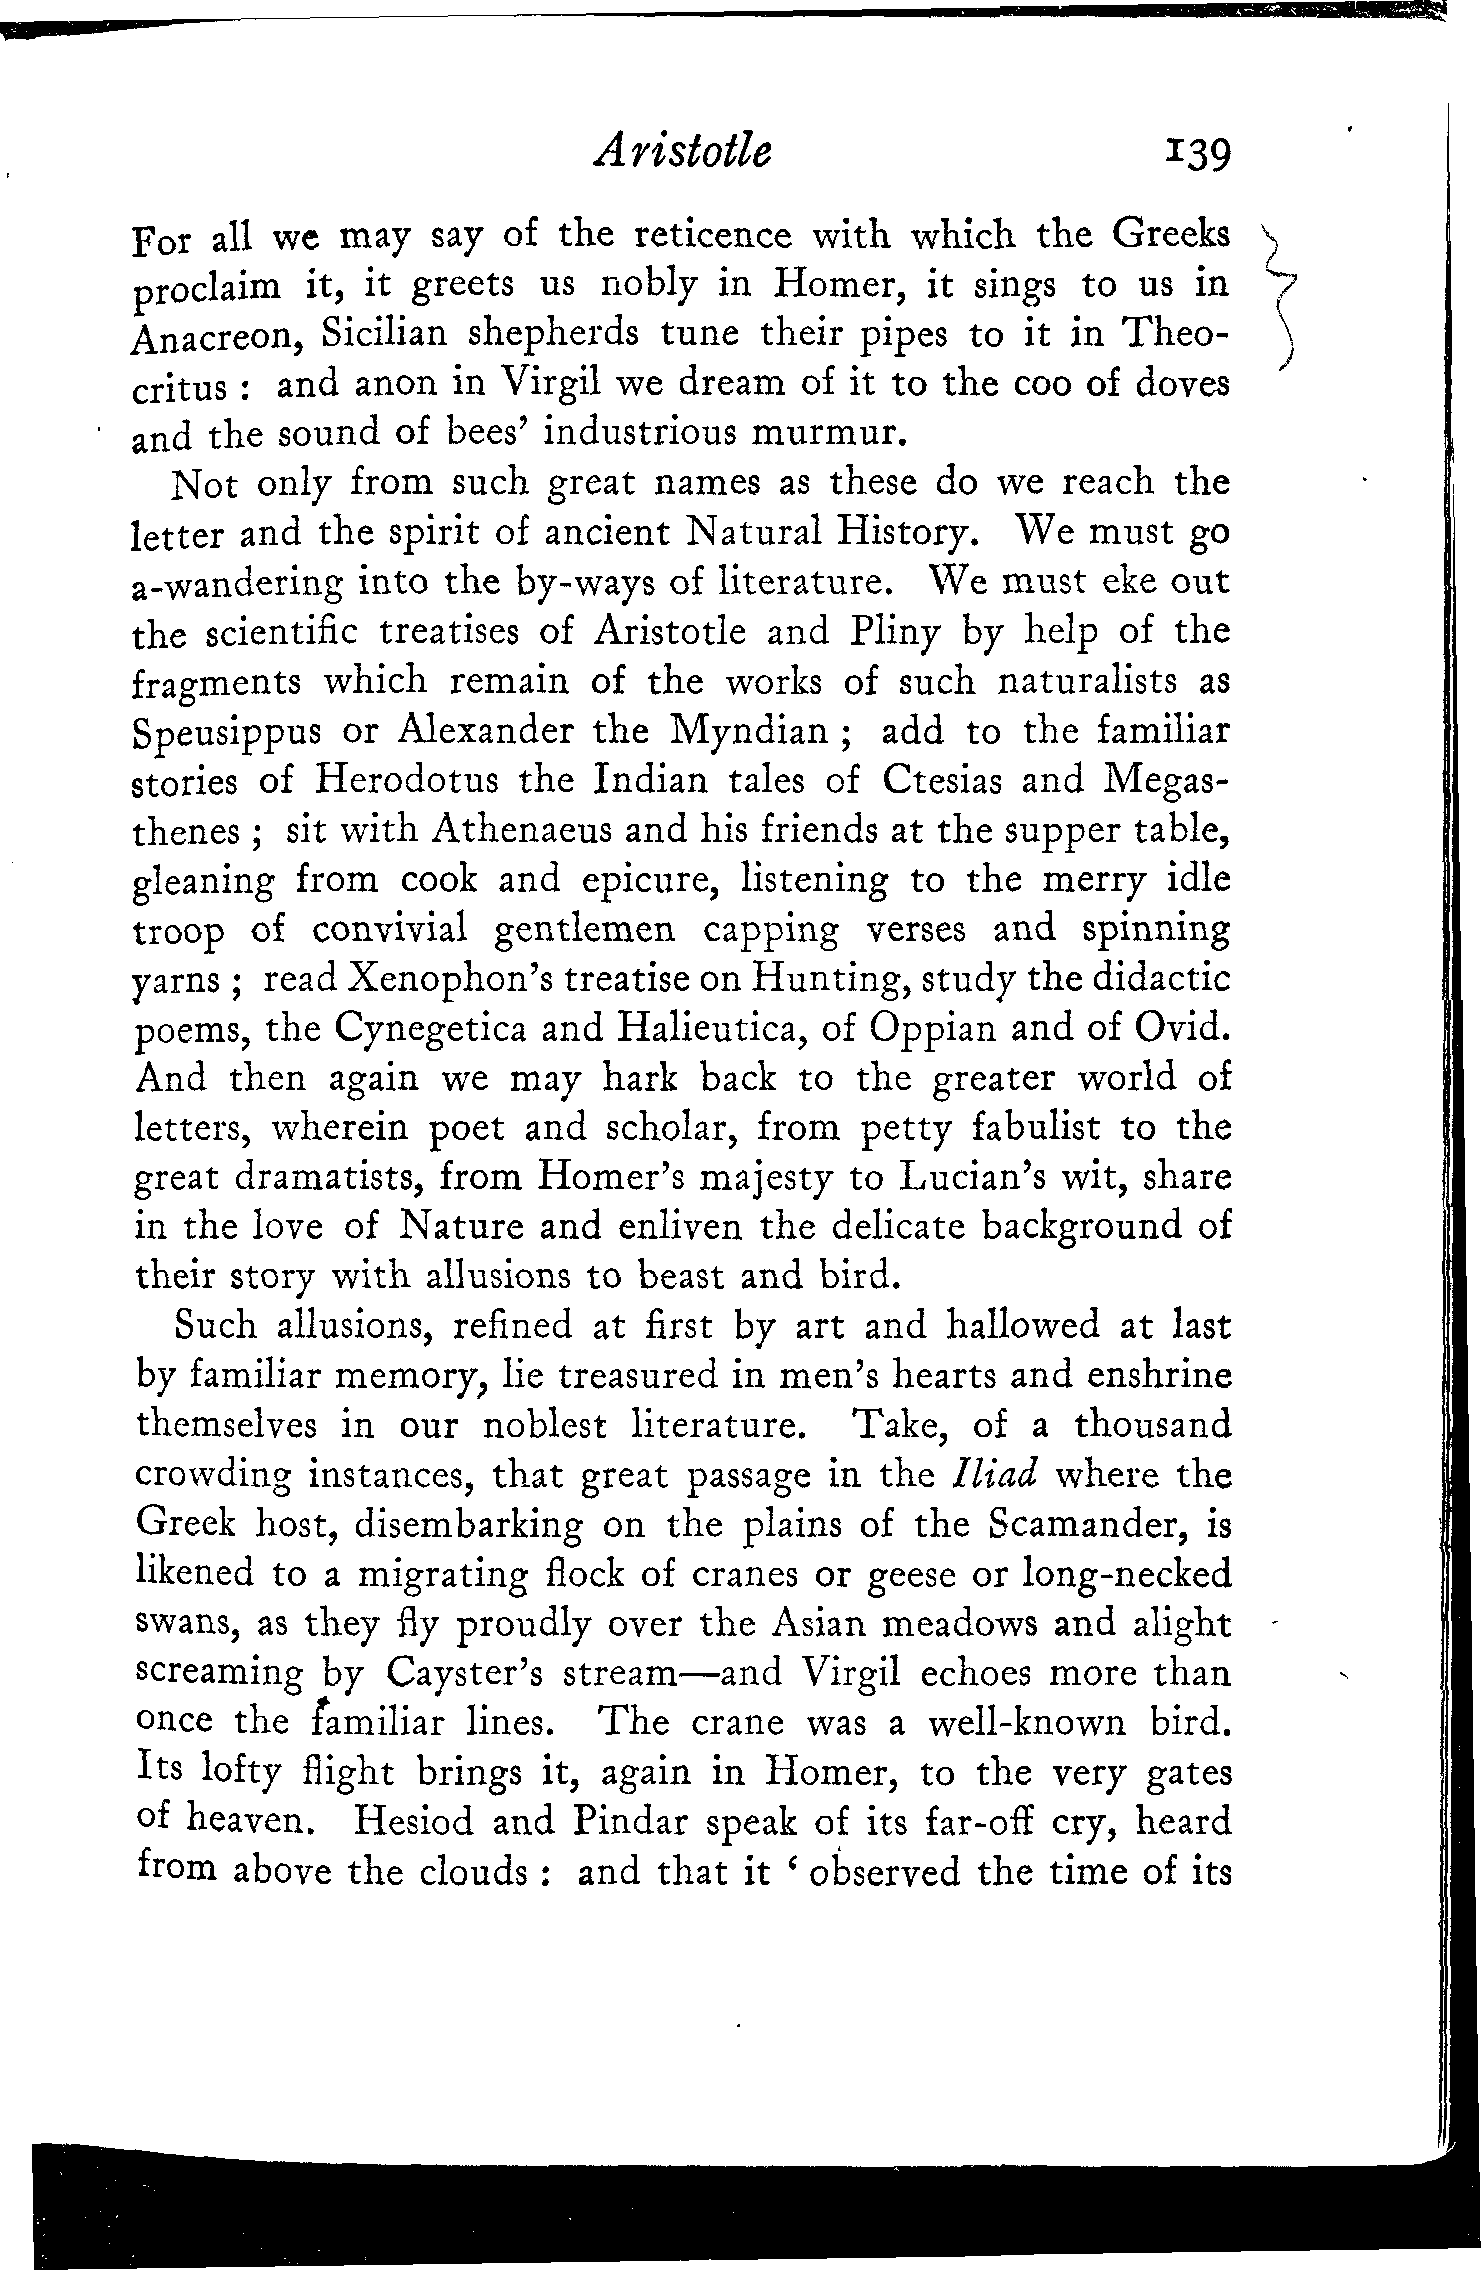 Aristotle 139
For all we may say of the reticence with which the Greeks
proclaim it, it greets us nobly in Homer, it sings to us in
Anacreon, Sicilian shepherds tune their pipes to it in Theo-
critus : and anon in Virgil we dream of it to the coo of doves
and the sound of bees’ industrious murmur.
Not only from such great names as these do we reach the
letter and the spirit of ancient Natural History. We must go
a-wandering into the by-ways of literature. We must eke out
the scientific treatises of Aristotle and Pliny by help of the
fragments which remain of the works of such naturalists as
Speusippus or Alexander the Myndian ; add to the familiar
stories of Herodotus the Indian tales of Ctesias and Megas-
thenes ; sit with Athenaeus and his friends at the supper table,
gleaning from cook and epicure, listening to the merry idle
troop of convivial gentlemen capping verses and spinning
yarns ; read Xenophon’s treatise on Hunting, study the didactic
poems, the Cynegetica and Halieutica, of Oppian and of Ovid.
And then again we may hark back to the greater world of
letters, wherein poet and scholar, from petty fabulist to the
great dramatists, from Homer’s majesty to Lucian’s wit, share
in the love of Nature and enliven the delicate background of
their story with allusions to beast and bird.
Such allusions, refined at first by art and hallowed at last
by familiar memory, lie treasured in men’s hearts and enshrine
themselves in our noblest literature. Take, of a thousand
crowding instances, that great passage in the Iliad where the
Greek host, disembarking on the plains of the Scamander, is
likened to a migrating flock of cranes or geese or long-necked
swans, as they fly proudly over the Asian meadows and alight
screaming by Cayster’s stream—and Virgil echoes more than
once the familiar lines. The crane was a well-known bird.
Its lofty flight brings it, again in Homer, to the very gates
of heaven. Hesiod and Pindar speak of its far-off cry, heard
from above the clouds : and that it ‘ observed the time of its